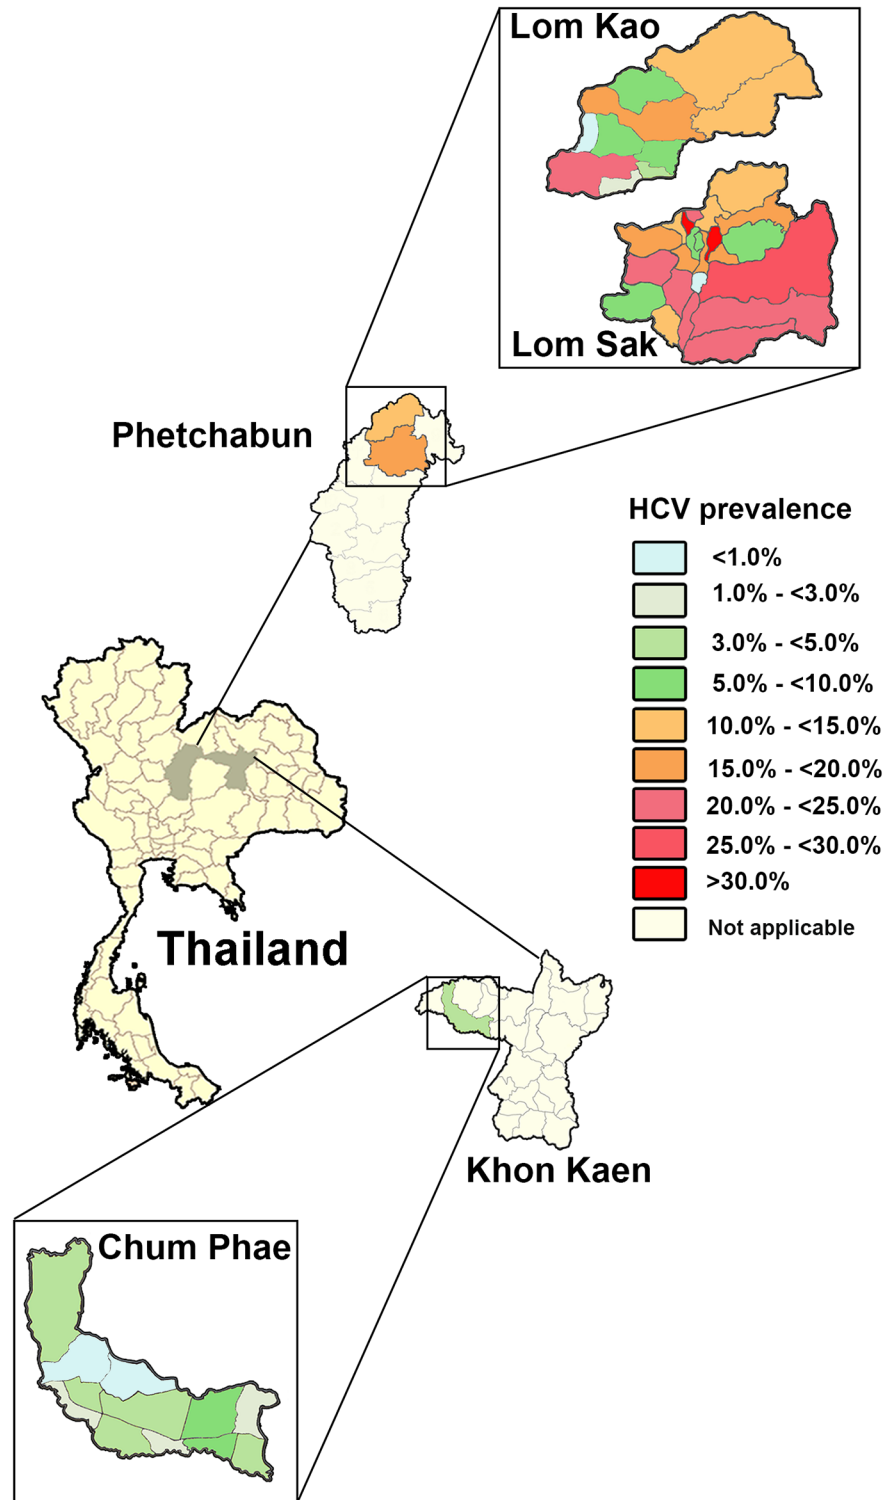 Lom Kao
Lom Sak
Phetchabun
HCV prevalence
<1.0%
1.0% - <3.0%
3.0% - <5.0%
5.0% - <10.0%
10.0% - <15.0%
15.0% - <20.0%
20.0% - <25.0%
25.0% - <30.0%
>30.0%
Not applicable
Thailand
Khon Kaen
Chum Phae